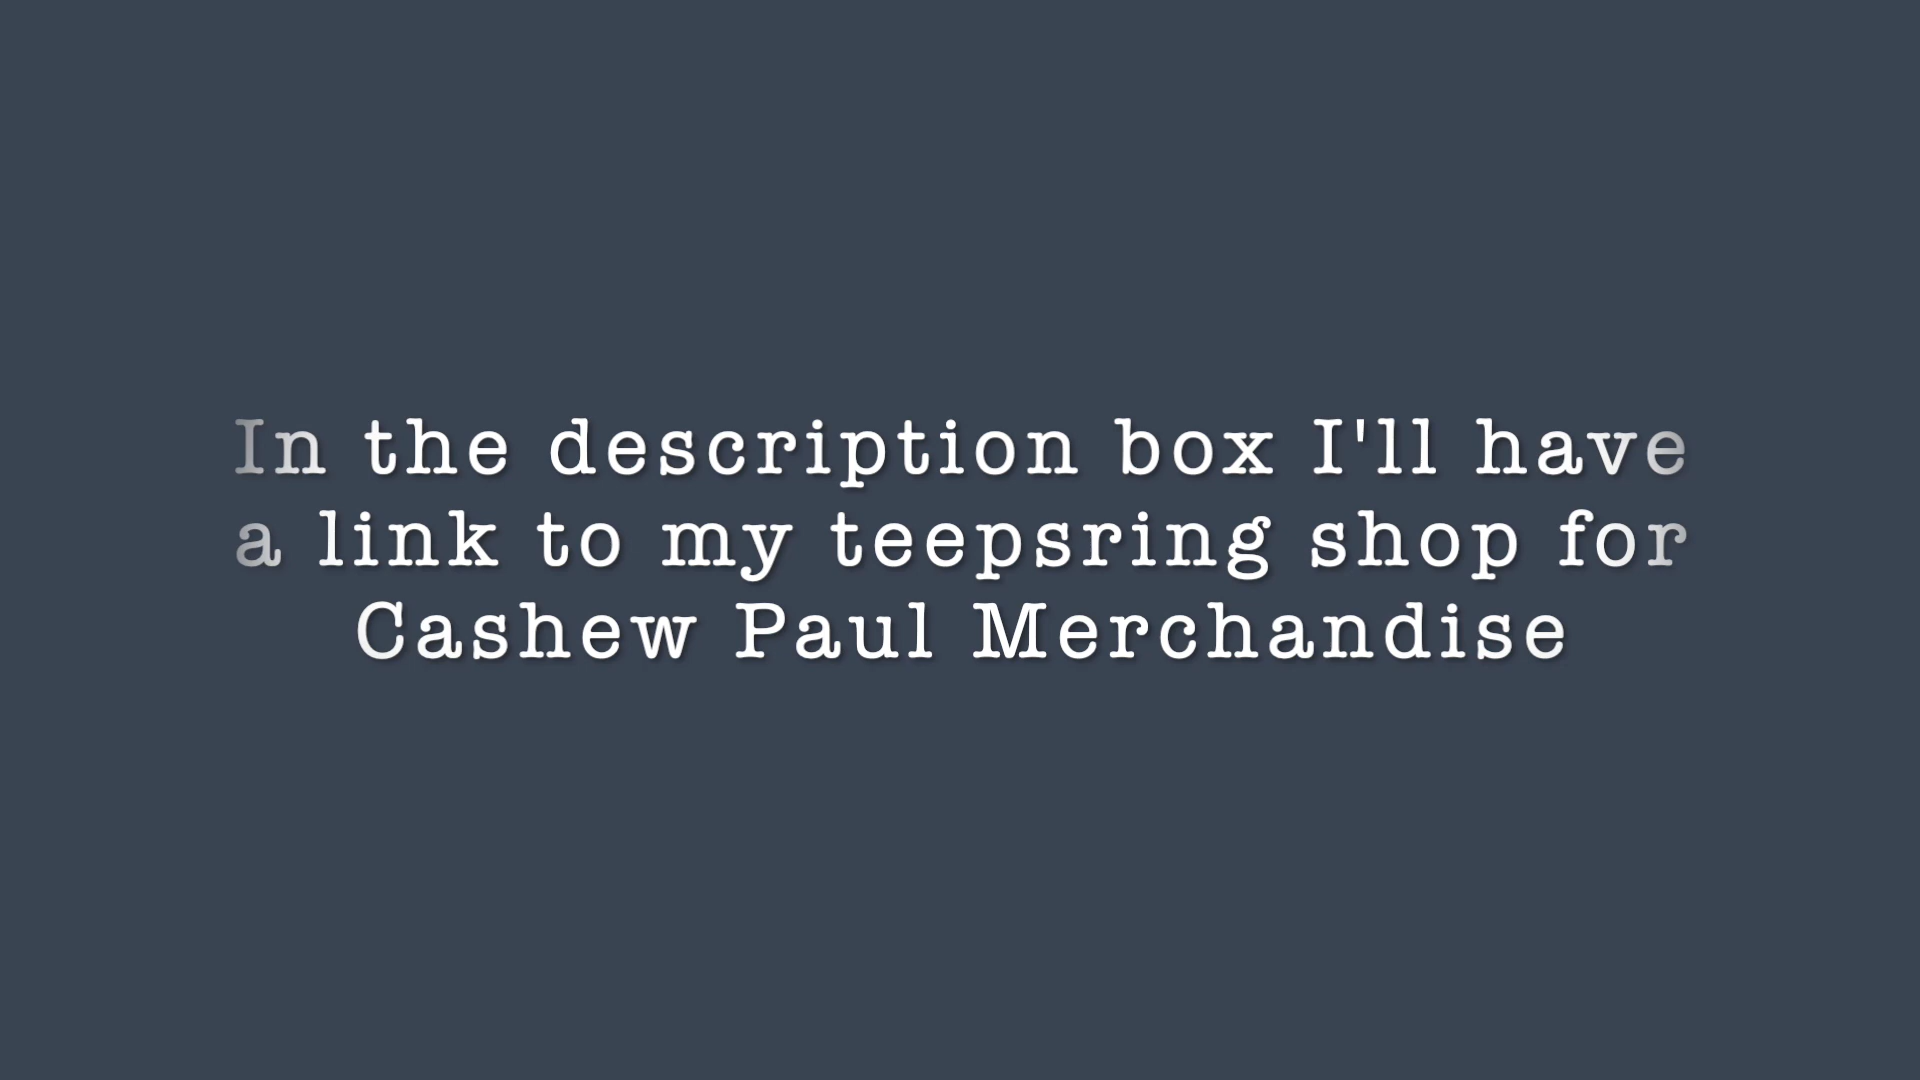 In the description box I'll have
a link to my teepsring shop for
Cashew Paul Merchandise